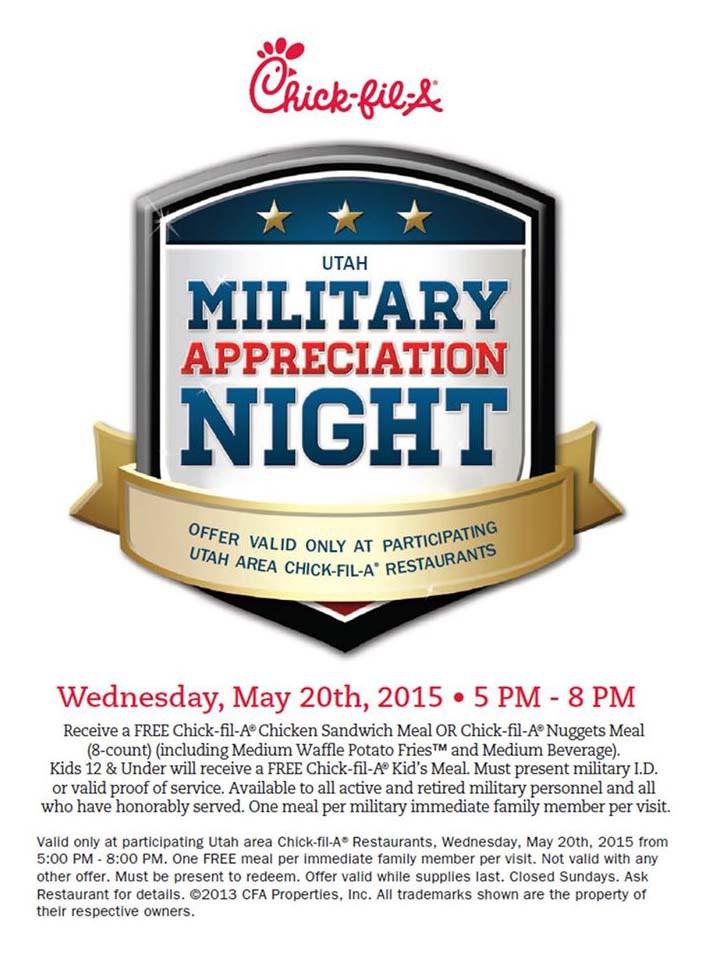 Chick-fil-A®
UTAH
MILITARY
APPRECIATION
NIGHT
OFFER VALID ONLY AT PARTICIPATING
UTAH AREA CHICK-FIL-A® RESTAURANTS
Wednesday, May 20th, 2015 • 5 PM - 8 PM
Receive a FREE Chick-fil-A® Chicken Sandwich Meal OR Chick-fil-A® Nuggets Meal
(8-count) (including Medium Waffle Potato Fries™ and Medium Beverage).
Kids 12 & Under will receive a FREE Chick-fil-A® Kid's Meal. Must present military I.D.
or valid proof of service. Available to all active and retired military personnel and all
who have honorably served. One meal per military immediate family member per visit.
Valid only at participating Utah area Chick-fil-A® Restaurants, Wednesday, May 20th, 2015 from
5:00 PM - 8:00 PM. One FREE meal per immediate family member per visit. Not valid with any
other offer. Must be present to redeem. Offer valid while supplies last. Closed Sundays. Ask
Restaurant for details. ©2013 CFA Properties, Inc. All trademarks shown are the property of
their respective owners.